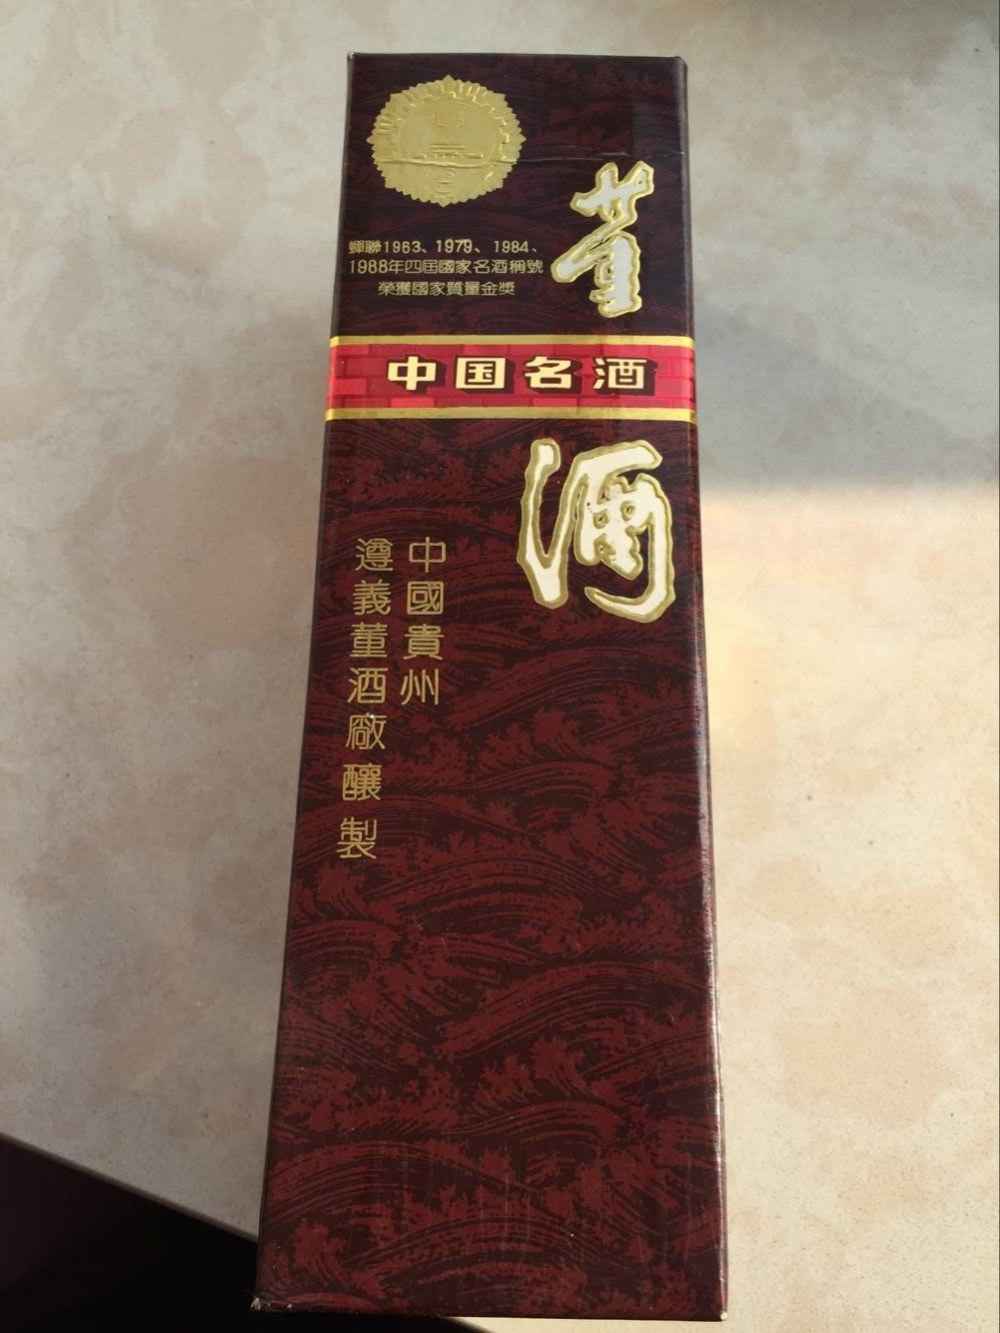 蟬聯1963、1979、1984、
1988年四屆國家名酒稱號
榮獲國家質量金獎
董
中国名酒
酒
中國貴州
遵義董酒廠釀製